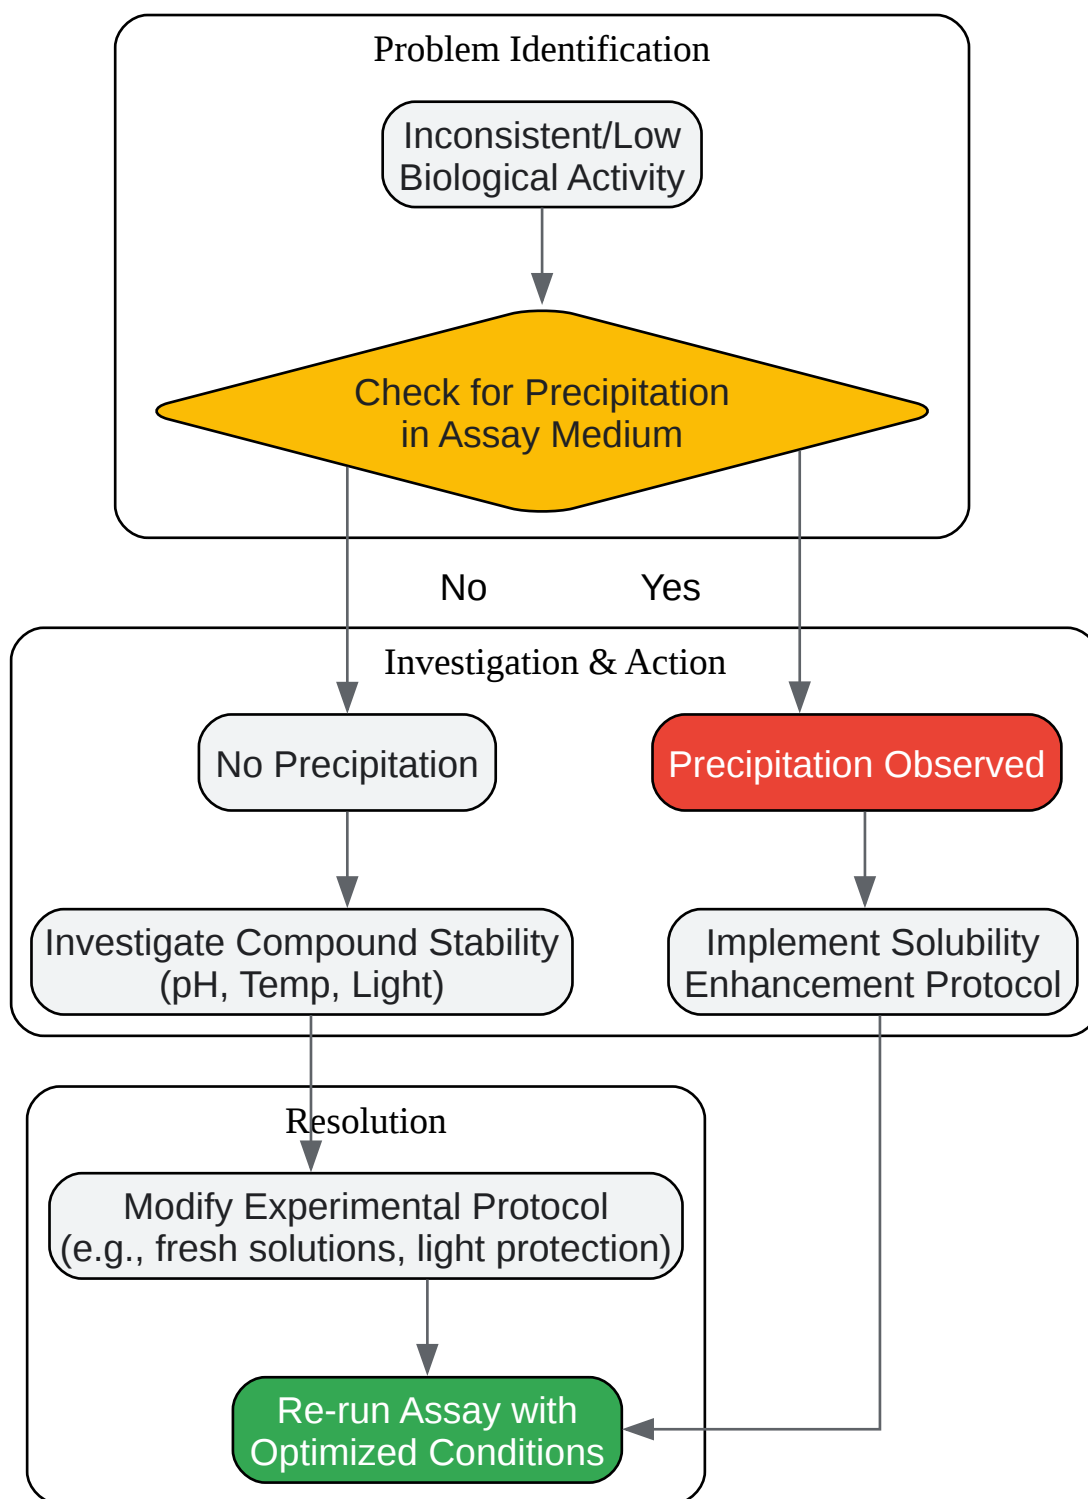 Problem Identification
Inconsistent/Low
Biological Activity
Check for Precipitation
in Assay Medium
No
Yes
Investigation & Action
No Precipitation
Precipitation Observed
Investigate Compound Stability
(pH, Temp, Light)
Implement Solubility
Enhancement Protocol
Resolution
Modify Experimental Protocol
(e.g., fresh solutions, light protection)
Re-run Assay with
Optimized Conditions